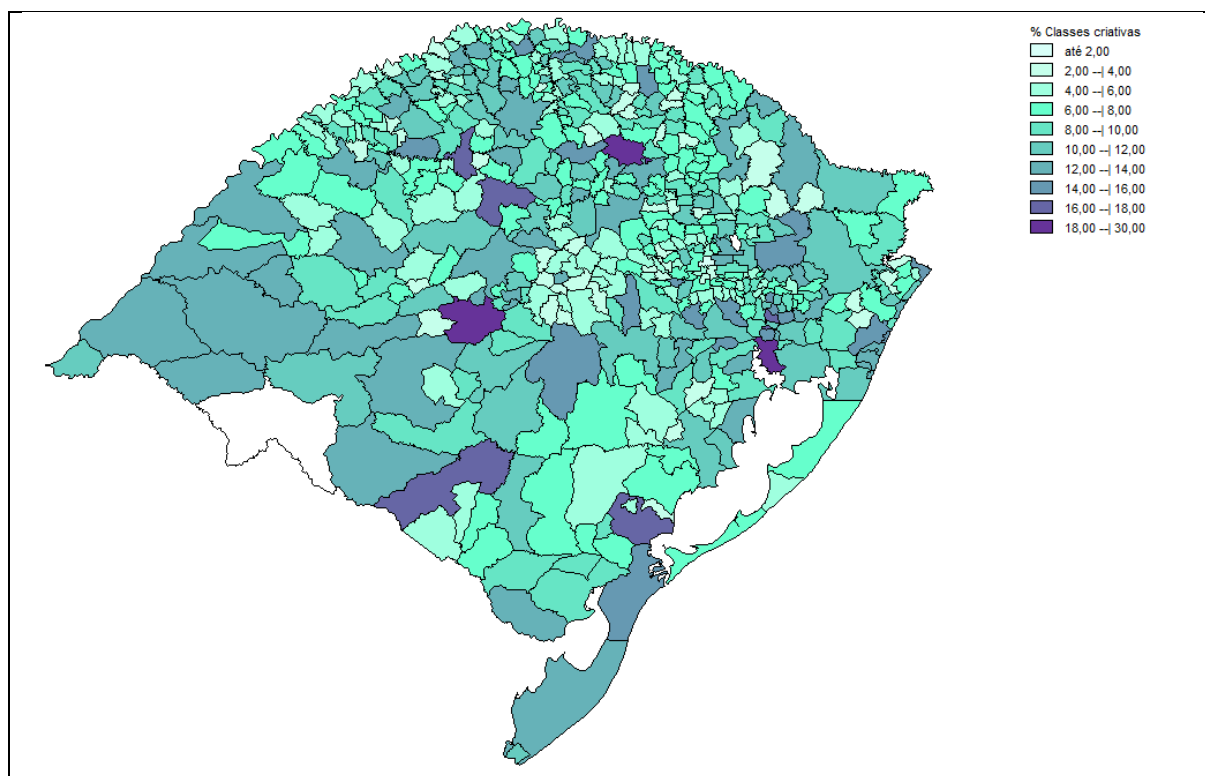 % Classes criativas
até 2,00
2,00 --| 4,00
4,00 --| 6,00
6,00 --| 8,00
8,00 --| 10,00
10,00 --| 12,00
12,00 --| 14,00
14,00 --| 16,00
16,00 --| 18,00
18,00 --| 30,00